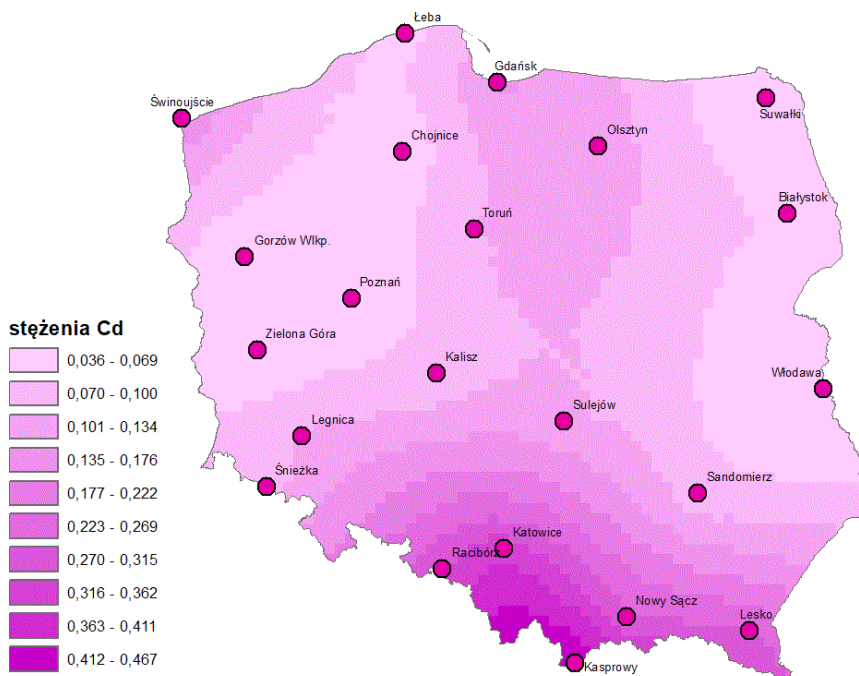 Łeba
Gdańsk
Świnoujście
Suwałki
Chojnice
Olsztyn
Białystok
Toruń
Gorzów Wlkp.
Poznań
stężenia Cd
Zielona Góra
0,036 - 0,069
Kalisz
Włodawa
0,070 - 0,100
Sulejów
0,101 - 0,134
Legnica
0,135 - 0,176
Śnieżka
Sandomierz
0,177 - 0,222
0,223 - 0,269
Katowice
Racibórz
0,270 - 0,315
0,316 - 0,362
Nowy Sącz
Lesko
0,363 - 0,411
0,412 - 0,467
Kasprowy